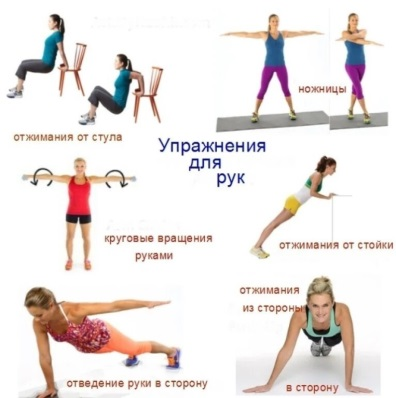 ножницы
отжимания от стула
Упражнения
для
рук
круговые вращения
руками
отжимания от стойки
отжимания
из стороны
в сторону
отведение руки в сторону